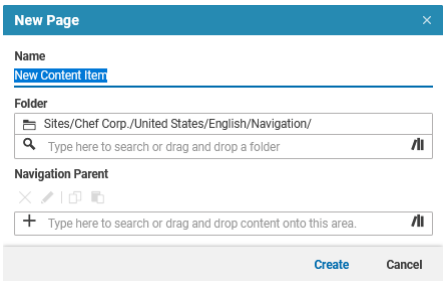 New Page
Name
New Content Item
Folder
Sites/Chef Corp./United States/English/Navigation/
Type here to search or drag and drop a folder
Navigation Parent
Type here to search or drag and drop content onto this area.
Create Cancel